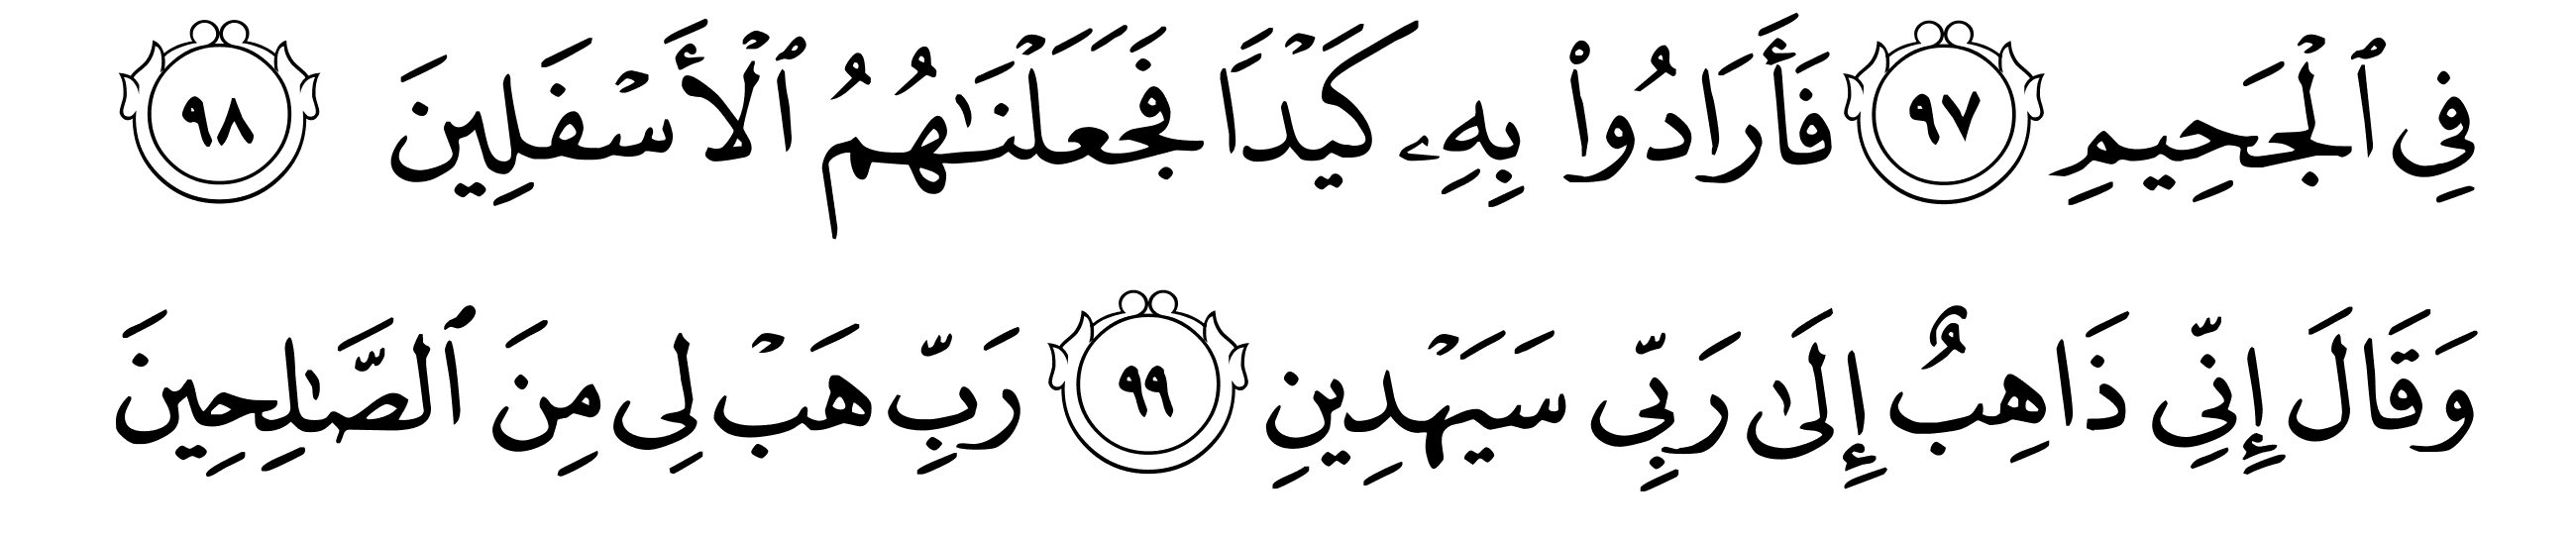 فِى ٱلْجَحِيمِ ٩٧ فَأَرَادُوا۟ بِهِۦ كَيْدًا فَجَعَلْنَـٰهُمُ ٱلْأَسْفَلِينَ ٩٨
وَقَالَ إِنِّى ذَاهِبٌ إِلَىٰ رَبِّى سَيَهْدِينِ ٩٩ رَبِّ هَبْ لِى مِنَ ٱلصَّـٰلِحِينَ